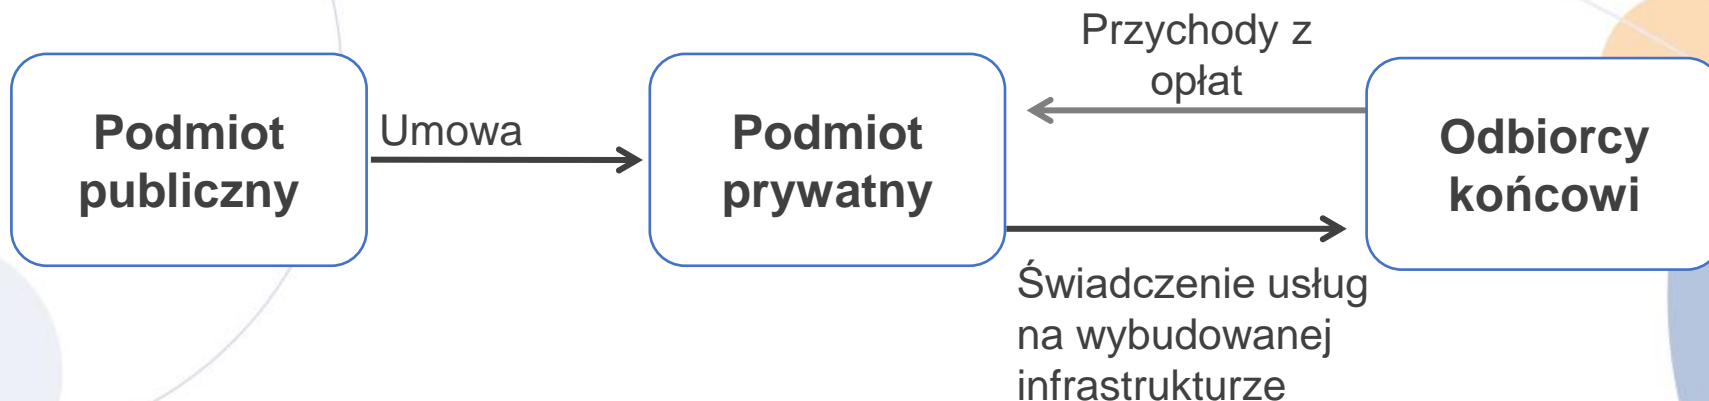 Podmiot
publiczny
Umowa
Podmiot
prywatny
Przychody z
opłat
Odbiorcy
końcowi
Świadczenie usług
na wybudowanej
infrastrukturze